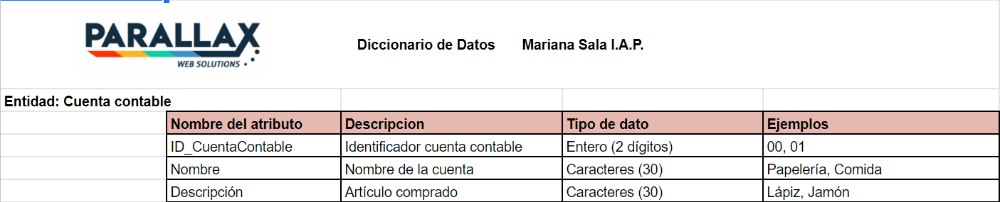 PARALLAX
WEB SOLUTIONS
Diccionario de Datos Mariana Sala I.A.P.
Entidad: Cuenta contable
Nombre del atributo Descripcion Tipo de dato Ejemplos
ID_CuentaContable Identificador cuenta contable Entero (2 dígitos) 00, 01
Nombre Nombre de la cuenta Caracteres (30) Papelería, Comida
Descripción Artículo comprado Caracteres (30) Lápiz, Jamón